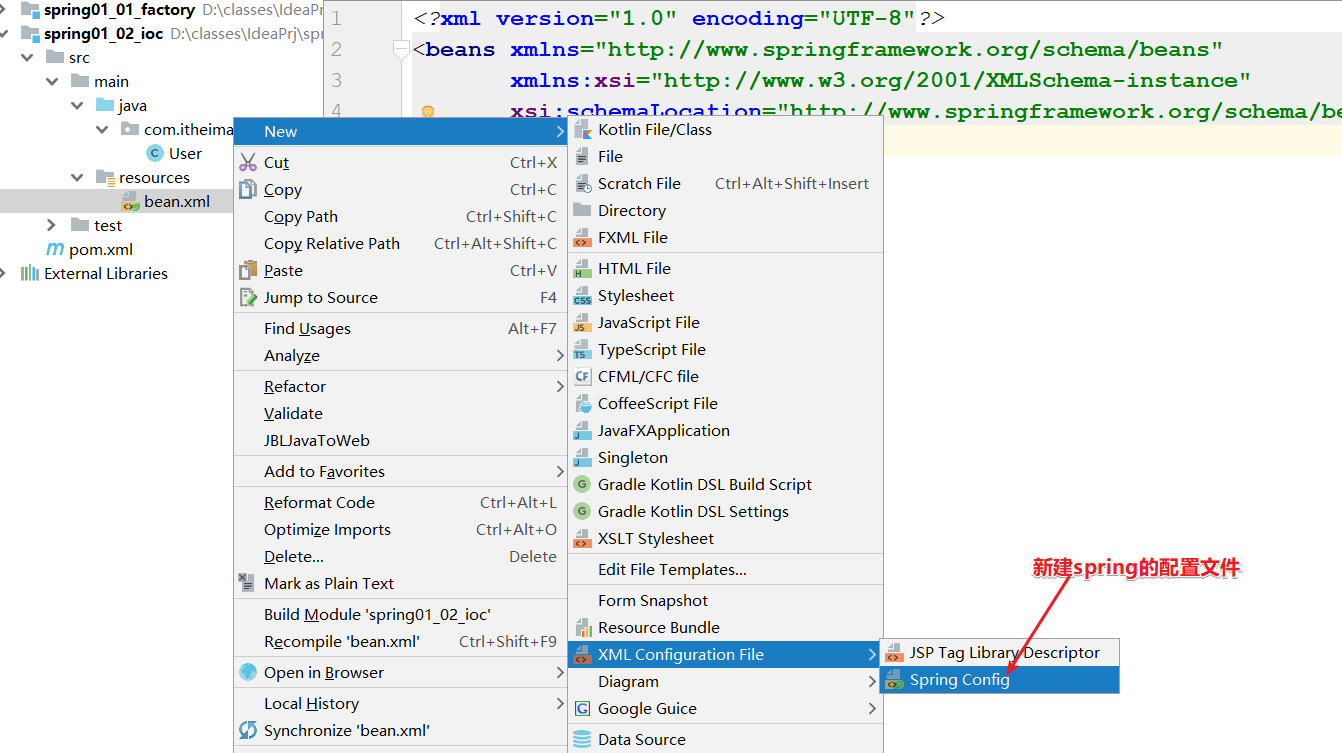 spring01_01_factory D:\classes\IdeaPr
spring01_02_ioc D:\classes\IdeaPrj\spr
src
main
java
com.itheima
User
resources
bean.xml
test
pom.xml
External Libraries
1 <?xml version="1.0" encoding="UTF-8"?>
2 <beans xmlns="http://www.springframework.org/schema/beans"
3 xmlns:xsi="http://www.w3.org/2001/XMLSchema-instance"
4 xsi:schemaLocation="http://www.springframework.org/schema/be
New
Cut Ctrl+X
Copy Ctrl+C
Copy Path Ctrl+Shift+C
Copy Relative Path Ctrl+Alt+Shift+C
Paste Ctrl+V
Jump to Source F4
Find Usages Alt+F7
Analyze
Refactor
Validate
JBLJavaToWeb
Add to Favorites
Reformat Code Ctrl+Alt+L
Optimize Imports Ctrl+Alt+O
Delete... Delete
Mark as Plain Text
Build Module 'spring01_02_ioc'
Recompile 'bean.xml' Ctrl+Shift+F9
Open in Browser
Local History
Synchronize 'bean.xml'
Kotlin File/Class
File
Scratch File Ctrl+Alt+Shift+Insert
Directory
FXML File
HTML File
Stylesheet
JavaScript File
TypeScript File
CFML/CFC file
CoffeeScript File
JavaFXApplication
Singleton
Gradle Kotlin DSL Build Script
Gradle Kotlin DSL Settings
XSLT Stylesheet
Edit File Templates...
Form Snapshot
Resource Bundle
XML Configuration File
Diagram
Google Guice
Data Source
新建spring的配置文件
JSP Tag Library Descriptor
Spring Config